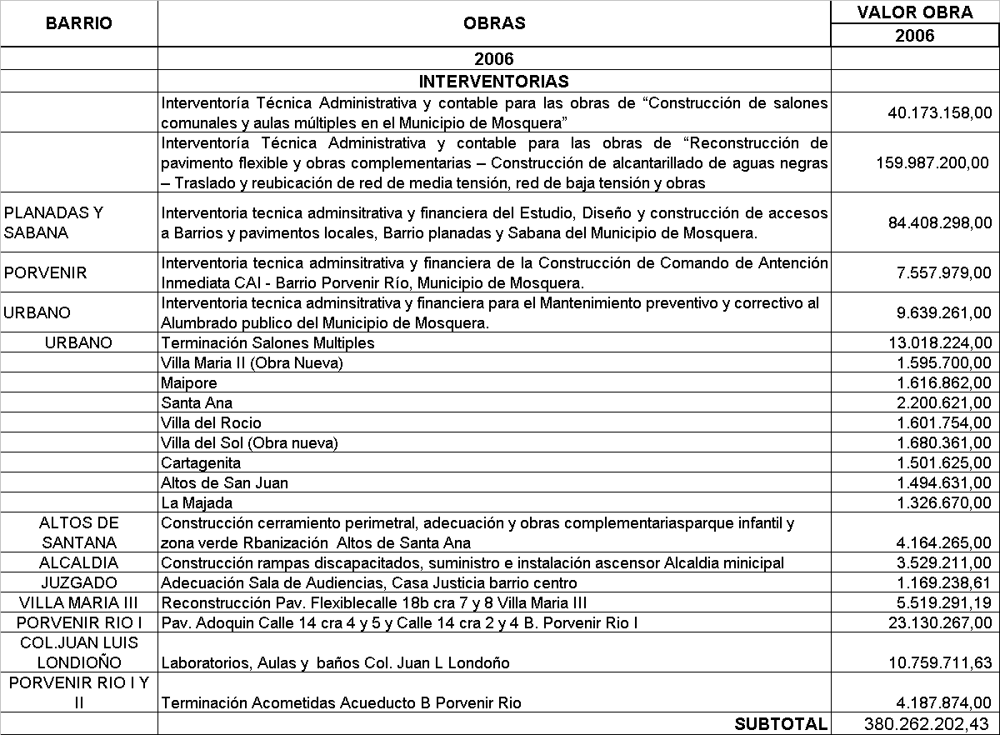 BARRIO OBRAS VALOR OBRA
2006
2006
INTERVENTORIAS
Interventoría Técnica Administrativa y contable para las obras de “Construcción de salones
comunales y aulas múltiples en el Municipio de Mosquera” 40.173.158,00
Interventoría Técnica Administrativa y contable para las obras de “Reconstrucción de
pavimento flexible y obras complementarias – Construcción de alcantarillado de aguas negras 159.987.200,00
– Traslado y reubicación de red de media tensión, red de baja tensión y obras
PLANADAS Y
SABANA
Interventoria tecnica adminsitrativa y financiera del Estudio, Diseño y construcción de accesos
a Barrios y pavimentos locales, Barrio planadas y Sabana del Municipio de Mosquera.
84.408.298,00
PORVENIR
Interventoria tecnica adminsitrativa y financiera de la Construcción de Comando de Antención
Inmediata CAI - Barrio Porvenir Río, Municipio de Mosquera.
7.557.979,00
URBANO
Interventoria tecnica adminsitrativa y financiera para el Mantenimiento preventivo y correctivo al
Alumbrado publico del Municipio de Mosquera.
9.639.261,00
URBANO Terminación Salones Multiples 13.018.224,00
Villa Maria II (Obra Nueva) 1.595.700,00
Maipore 1.616.862,00
Santa Ana 2.200.621,00
Villa del Rocio 1.601.754,00
Villa del Sol (Obra nueva) 1.680.361,00
Cartagenita 1.501.625,00
Altos de San Juan 1.494.631,00
La Majada 1.326.670,00
ALTOS DE
SANTANA
Construcción cerramiento perimetral, adecuación y obras complementariasparque infantil y
zona verde Rbanización Altos de Santa Ana 4.164.265,00
ALCALDIA Construcción rampas discapacitados, suministro e instalación ascensor Alcaldia minicipal 3.529.211,00
JUZGADO Adecuación Sala de Audiencias, Casa Justicia barrio centro 1.169.238,61
VILLA MARIA III Reconstrucción Pav. Flexiblecalle 18b cra 7 y 8 Villa Maria III 5.519.291,19
PORVENIR RIO I Pav. Adoquin Calle 14 cra 4 y 5 y Calle 14 cra 2 y 4 B. Porvenir Rio I 23.130.267,00
COL.JUAN LUIS
LONDIOÑO Laboratorios, Aulas y baños Col. Juan L Londoño 10.759.711,63
PORVENIR RIO I Y
II Terminación Acometidas Acueducto B Porvenir Rio 4.187.874,00
SUBTOTAL 380.262.202,43